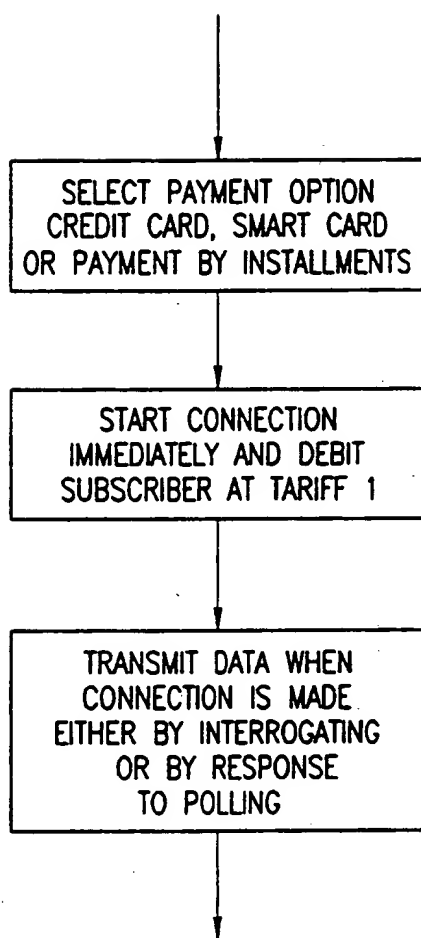 SELECT PAYMENT OPTION
CREDIT CARD, SMART CARD
OR PAYMENT BY INSTALLMENTS
START CONNECTION
IMMEDIATELY AND DEBIT
SUBSCRIBER AT TARIFF 1
TRANSMIT DATA WHEN
CONNECTION IS MADE
EITHER BY INTERROGATING
OR BY RESPONSE
TO POLLING